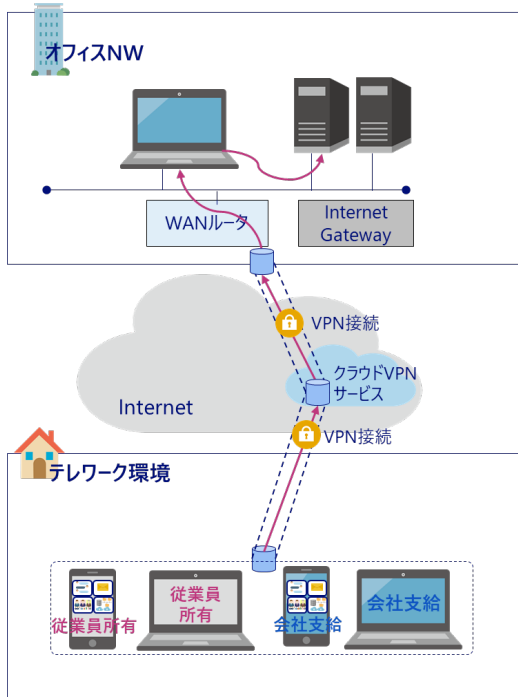 オフィスNW
WANルータ
Internet
Gateway
VPN接続
クラウドVPN
サービス
Internet
VPN接続
テレワーク環境
従業員所有
従業員
所有
会社支給
会社支給